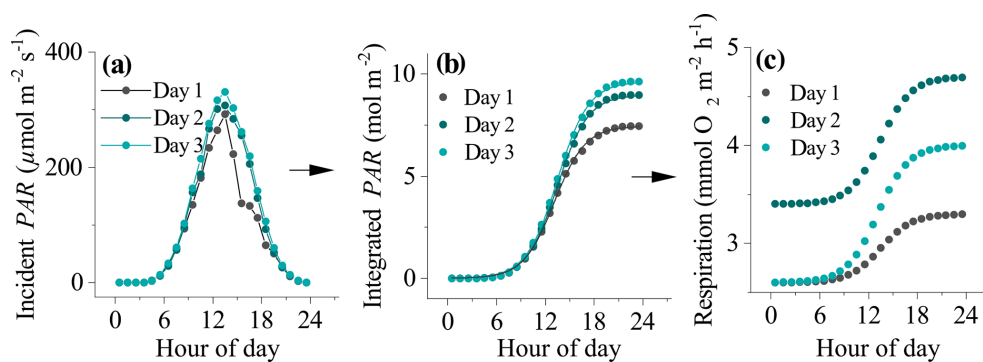 (a)
Day 1
Day 2
Day 3
Incident PAR (μmol m⁻² s⁻¹)
400
200
0
0 6 12 18 24
Hour of day
(b)
Day 1
Day 2
Day 3
Integrated PAR (mol m⁻²)
10
5
0
0 6 12 18 24
Hour of day
(c)
Day 1
Day 2
Day 3
Respiration (mmol O₂ m⁻² h⁻¹)
5
4
3
0 6 12 18 24
Hour of day